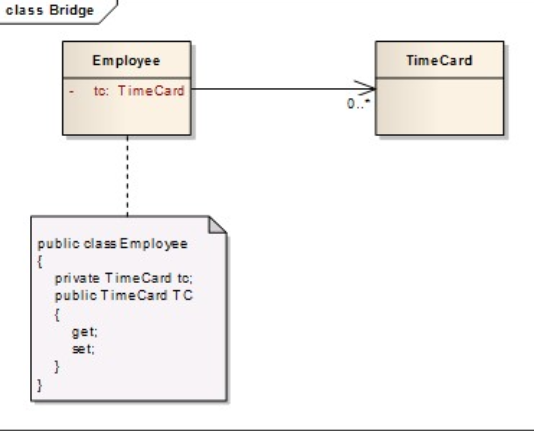 class Bridge
Employee
- tc: TimeCard
TimeCard
0..*
public class Employee
{
private TimeCard tc;
public TimeCard TC
{
get;
set;
}
}